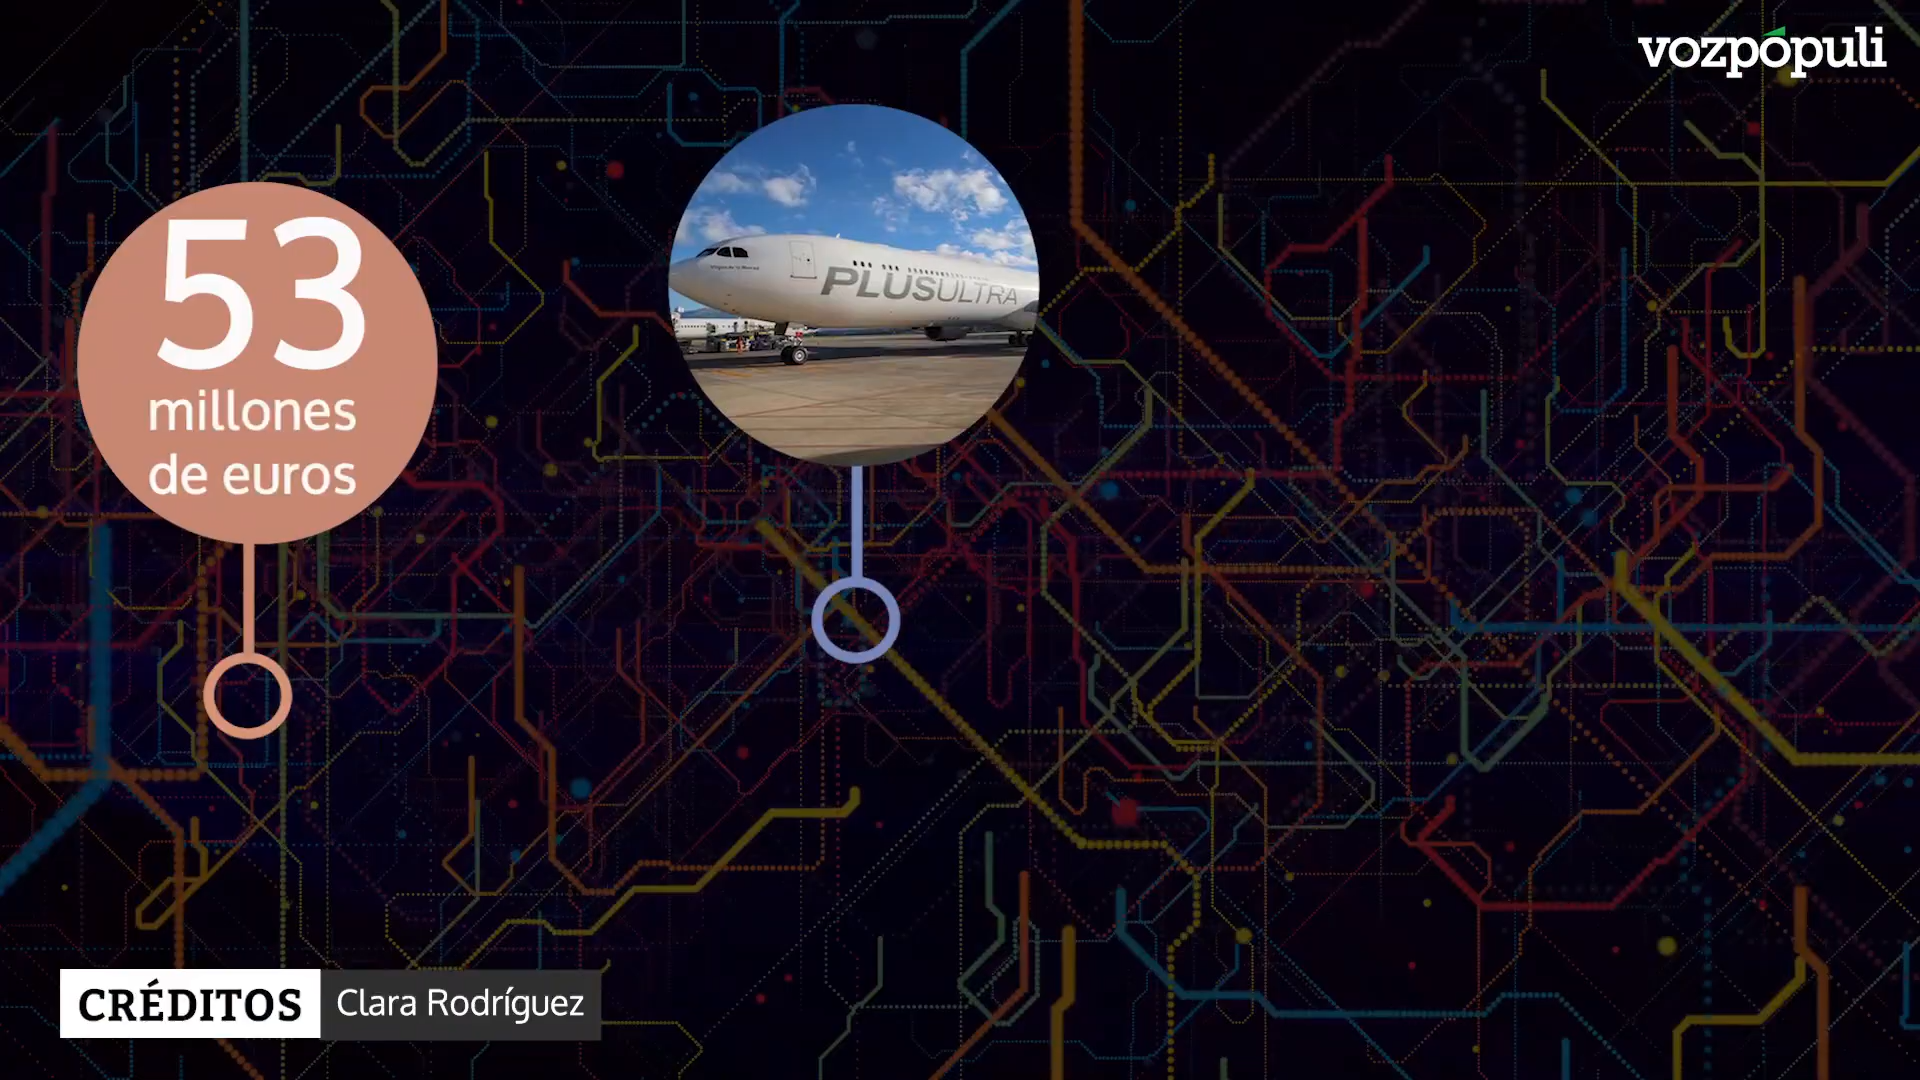 vozpópuli
53
millones
de euros
PLUSULTRA
CRÉDITOS Clara Rodríguez